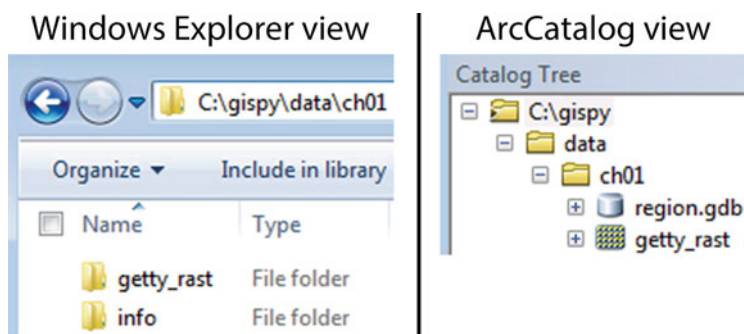 Windows Explorer view
C:\gispy\data\ch01
Organize
Include in library
Name
Type
getty_rast
File folder
info
File folder
ArcCatalog view
Catalog Tree
C:\gispy
data
ch01
region.gdb
getty_rast